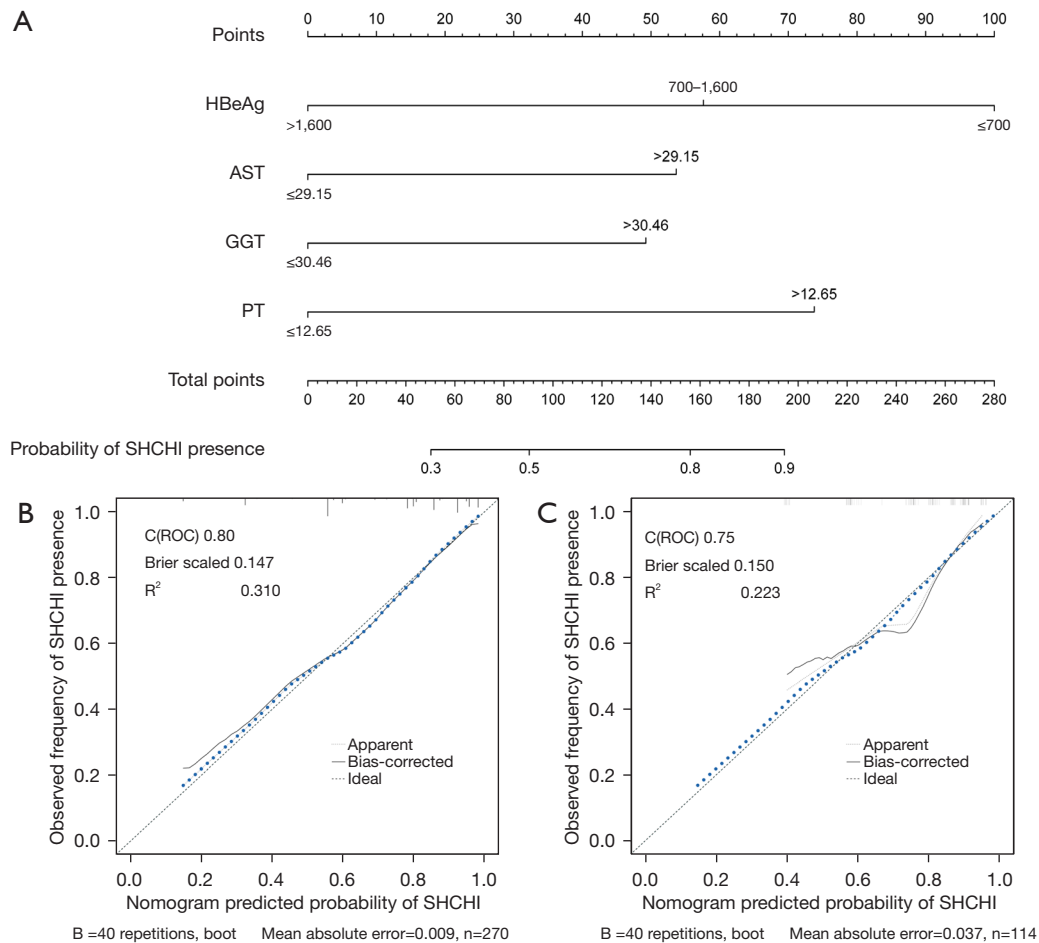 A
Points
0 10 20 30 40 50 60 70 80 90 100
HBeAg
700–1,600
>1,600
≤700
AST
>29.15
≤29.15
GGT
>30.46
≤30.46
PT
>12.65
≤12.65
Total points
0 20 40 60 80 100 120 140 160 180 200 220 240 260 280
Probability of SHCHI presence
0.3 0.5 0.8 0.9
B
Observed frequency of SHCHI presence
1.0
0.8
0.6
0.4
0.2
0.0
C(ROC) 0.80
Brier scaled 0.147
R² 0.310
Apparent
Bias-corrected
Ideal
0.0 0.2 0.4 0.6 0.8 1.0
Nomogram predicted probability of SHCHI
B =40 repetitions, boot Mean absolute error=0.009, n=270
C
Observed frequency of SHCHI presence
1.0
0.8
0.6
0.4
0.2
0.0
C(ROC) 0.75
Brier scaled 0.150
R² 0.223
Apparent
Bias-corrected
Ideal
0.0 0.2 0.4 0.6 0.8 1.0
Nomogram predicted probability of SHCHI
B =40 repetitions, boot Mean absolute error=0.037, n=114